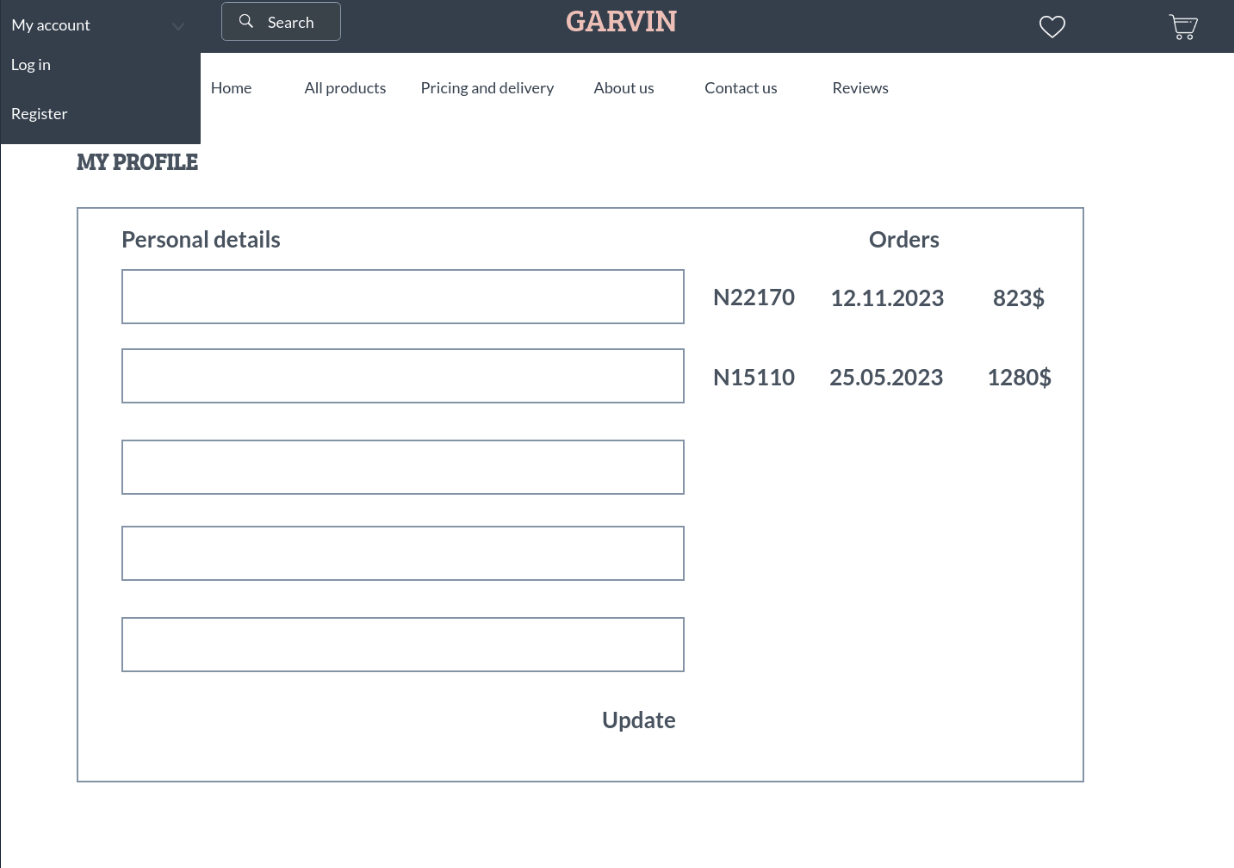 My account
Search
GARVIN
Log in
Register
Home All products Pricing and delivery About us Contact us Reviews
MY PROFILE
Personal details
Orders
N22170 12.11.2023 823$
N15110 25.05.2023 1280$
Update